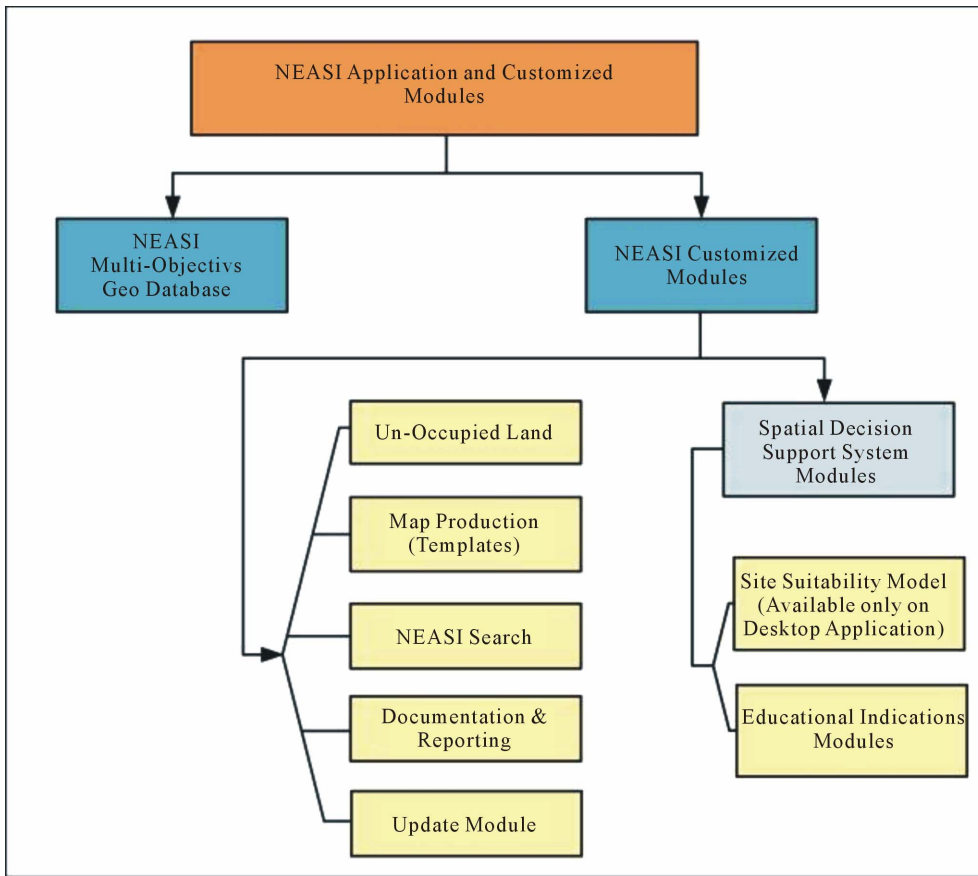 NEASI Application and Customized
Modules
NEASI
Multi-Objectivs
Geo Database
NEASI Customized
Modules
Un-Occupied Land
Map Production
(Templates)
NEASI Search
Documentation &
Reporting
Update Module
Spatial Decision
Support System
Modules
Site Suitability Model
(Available only on
Desktop Application)
Educational Indications
Modules